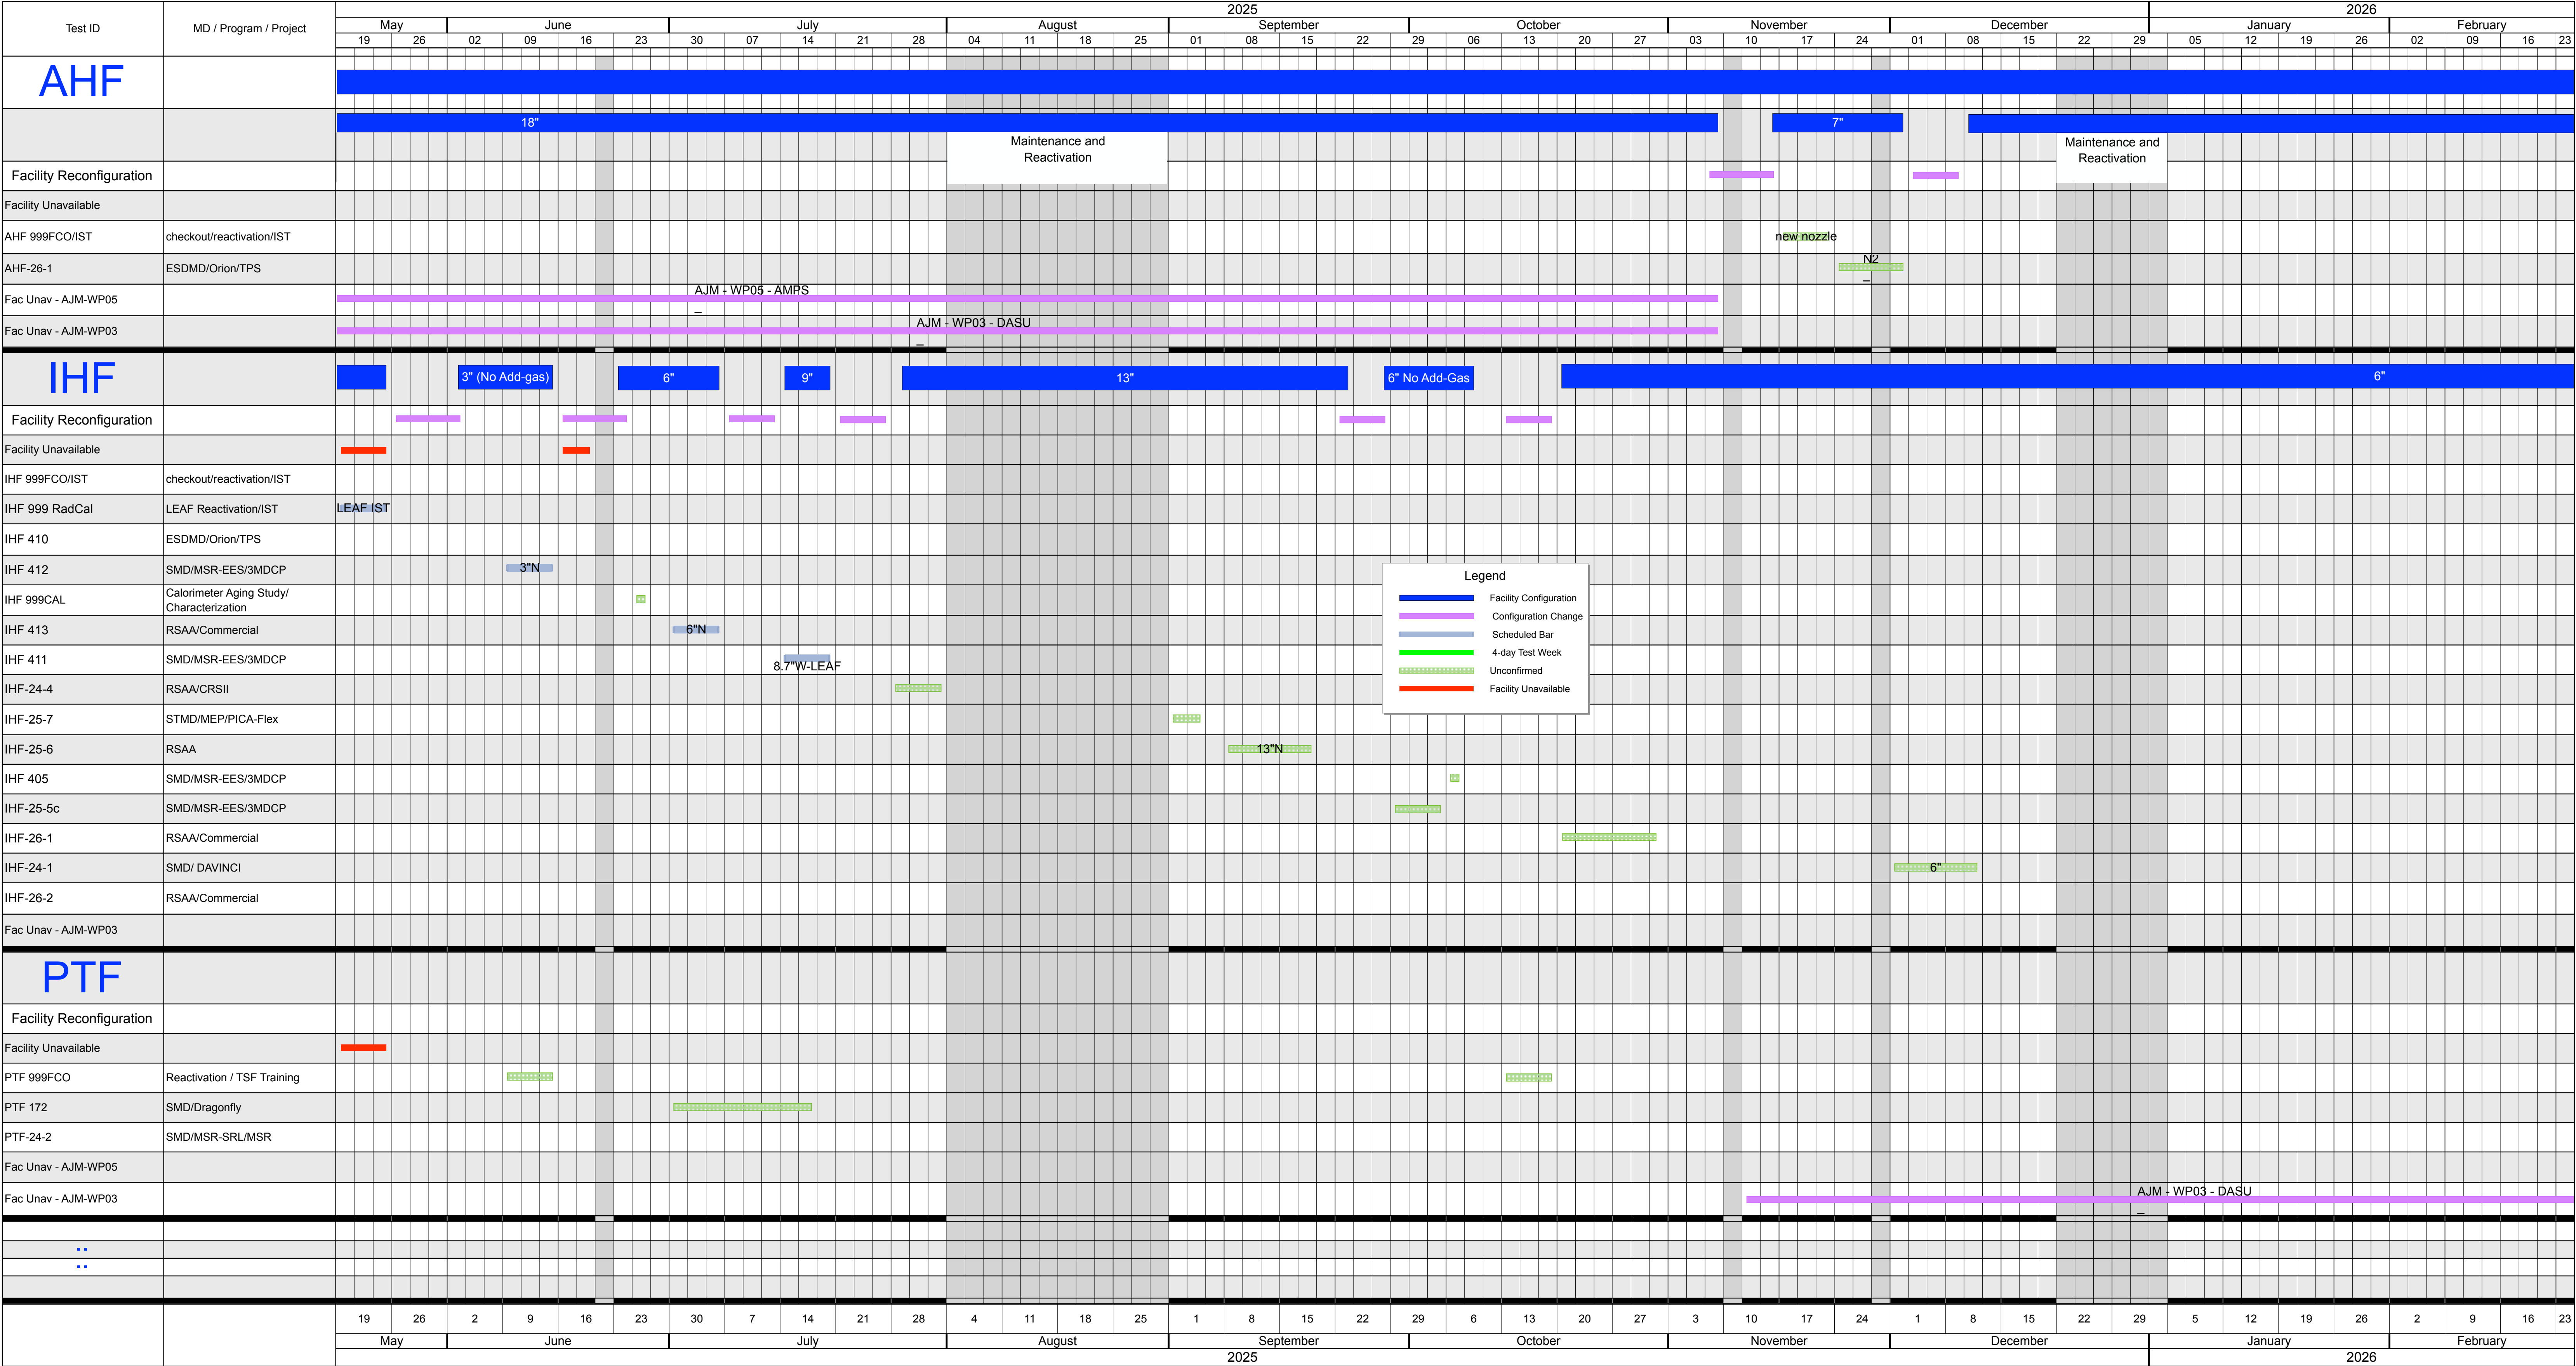 2025
2026
Test ID
MD / Program / Project
May
June
July
August
September
October
November
December
January
February
19 26 02 09 16 23 30 07 14 21 28 04 11 18 25 01 08 15 22 29 06 13 20 27 03 10 17 24 01 08 15 22 29 05 12 19 26 02 09 16 23
AHF
18"
7"
Maintenance and
Reactivation
Maintenance and
Reactivation
Facility Reconfiguration
Facility Unavailable
AHF 999FCO/IST
checkout/reactivation/IST
new nozzle
AHF-26-1
ESDMD/Orion/TPS
N2
_
Fac Unav - AJM-WP05
AJM - WP05 - AMPS
_
Fac Unav - AJM-WP03
AJM - WP03 - DASU
_
IHF
3" (No Add-gas)
6"
9"
13"
6" No Add-Gas
6"
Facility Reconfiguration
Facility Unavailable
IHF 999FCO/IST
checkout/reactivation/IST
IHF 999 RadCal
LEAF Reactivation/IST
LEAF IST
IHF 410
ESDMD/Orion/TPS
IHF 412
SMD/MSR-EES/3MDCP
3"N
IHF 999CAL
Calorimeter Aging Study/
Characterization
IHF 413
RSAA/Commercial
6"N
IHF 411
SMD/MSR-EES/3MDCP
8.7"W-LEAF
IHF-24-4
RSAA/CRSII
IHF-25-7
STMD/MEP/PICA-Flex
IHF-25-6
RSAA
13"N
IHF 405
SMD/MSR-EES/3MDCP
IHF-25-5c
SMD/MSR-EES/3MDCP
IHF-26-1
RSAA/Commercial
IHF-24-1
SMD/ DAVINCI
6"
IHF-26-2
RSAA/Commercial
Fac Unav - AJM-WP03
Legend
Facility Configuration
Configuration Change
Scheduled Bar
4-day Test Week
Unconfirmed
Facility Unavailable
PTF
Facility Reconfiguration
Facility Unavailable
PTF 999FCO
Reactivation / TSF Training
PTF 172
SMD/Dragonfly
PTF-24-2
SMD/MSR-SRL/MSR
Fac Unav - AJM-WP05
Fac Unav - AJM-WP03
AJM - WP03 - DASU
_
..
..
19 26 2 9 16 23 30 7 14 21 28 4 11 18 25 1 8 15 22 29 6 13 20 27 3 10 17 24 1 8 15 22 29 5 12 19 26 2 9 16 23
May
June
July
August
September
October
November
December
January
February
2025
2026